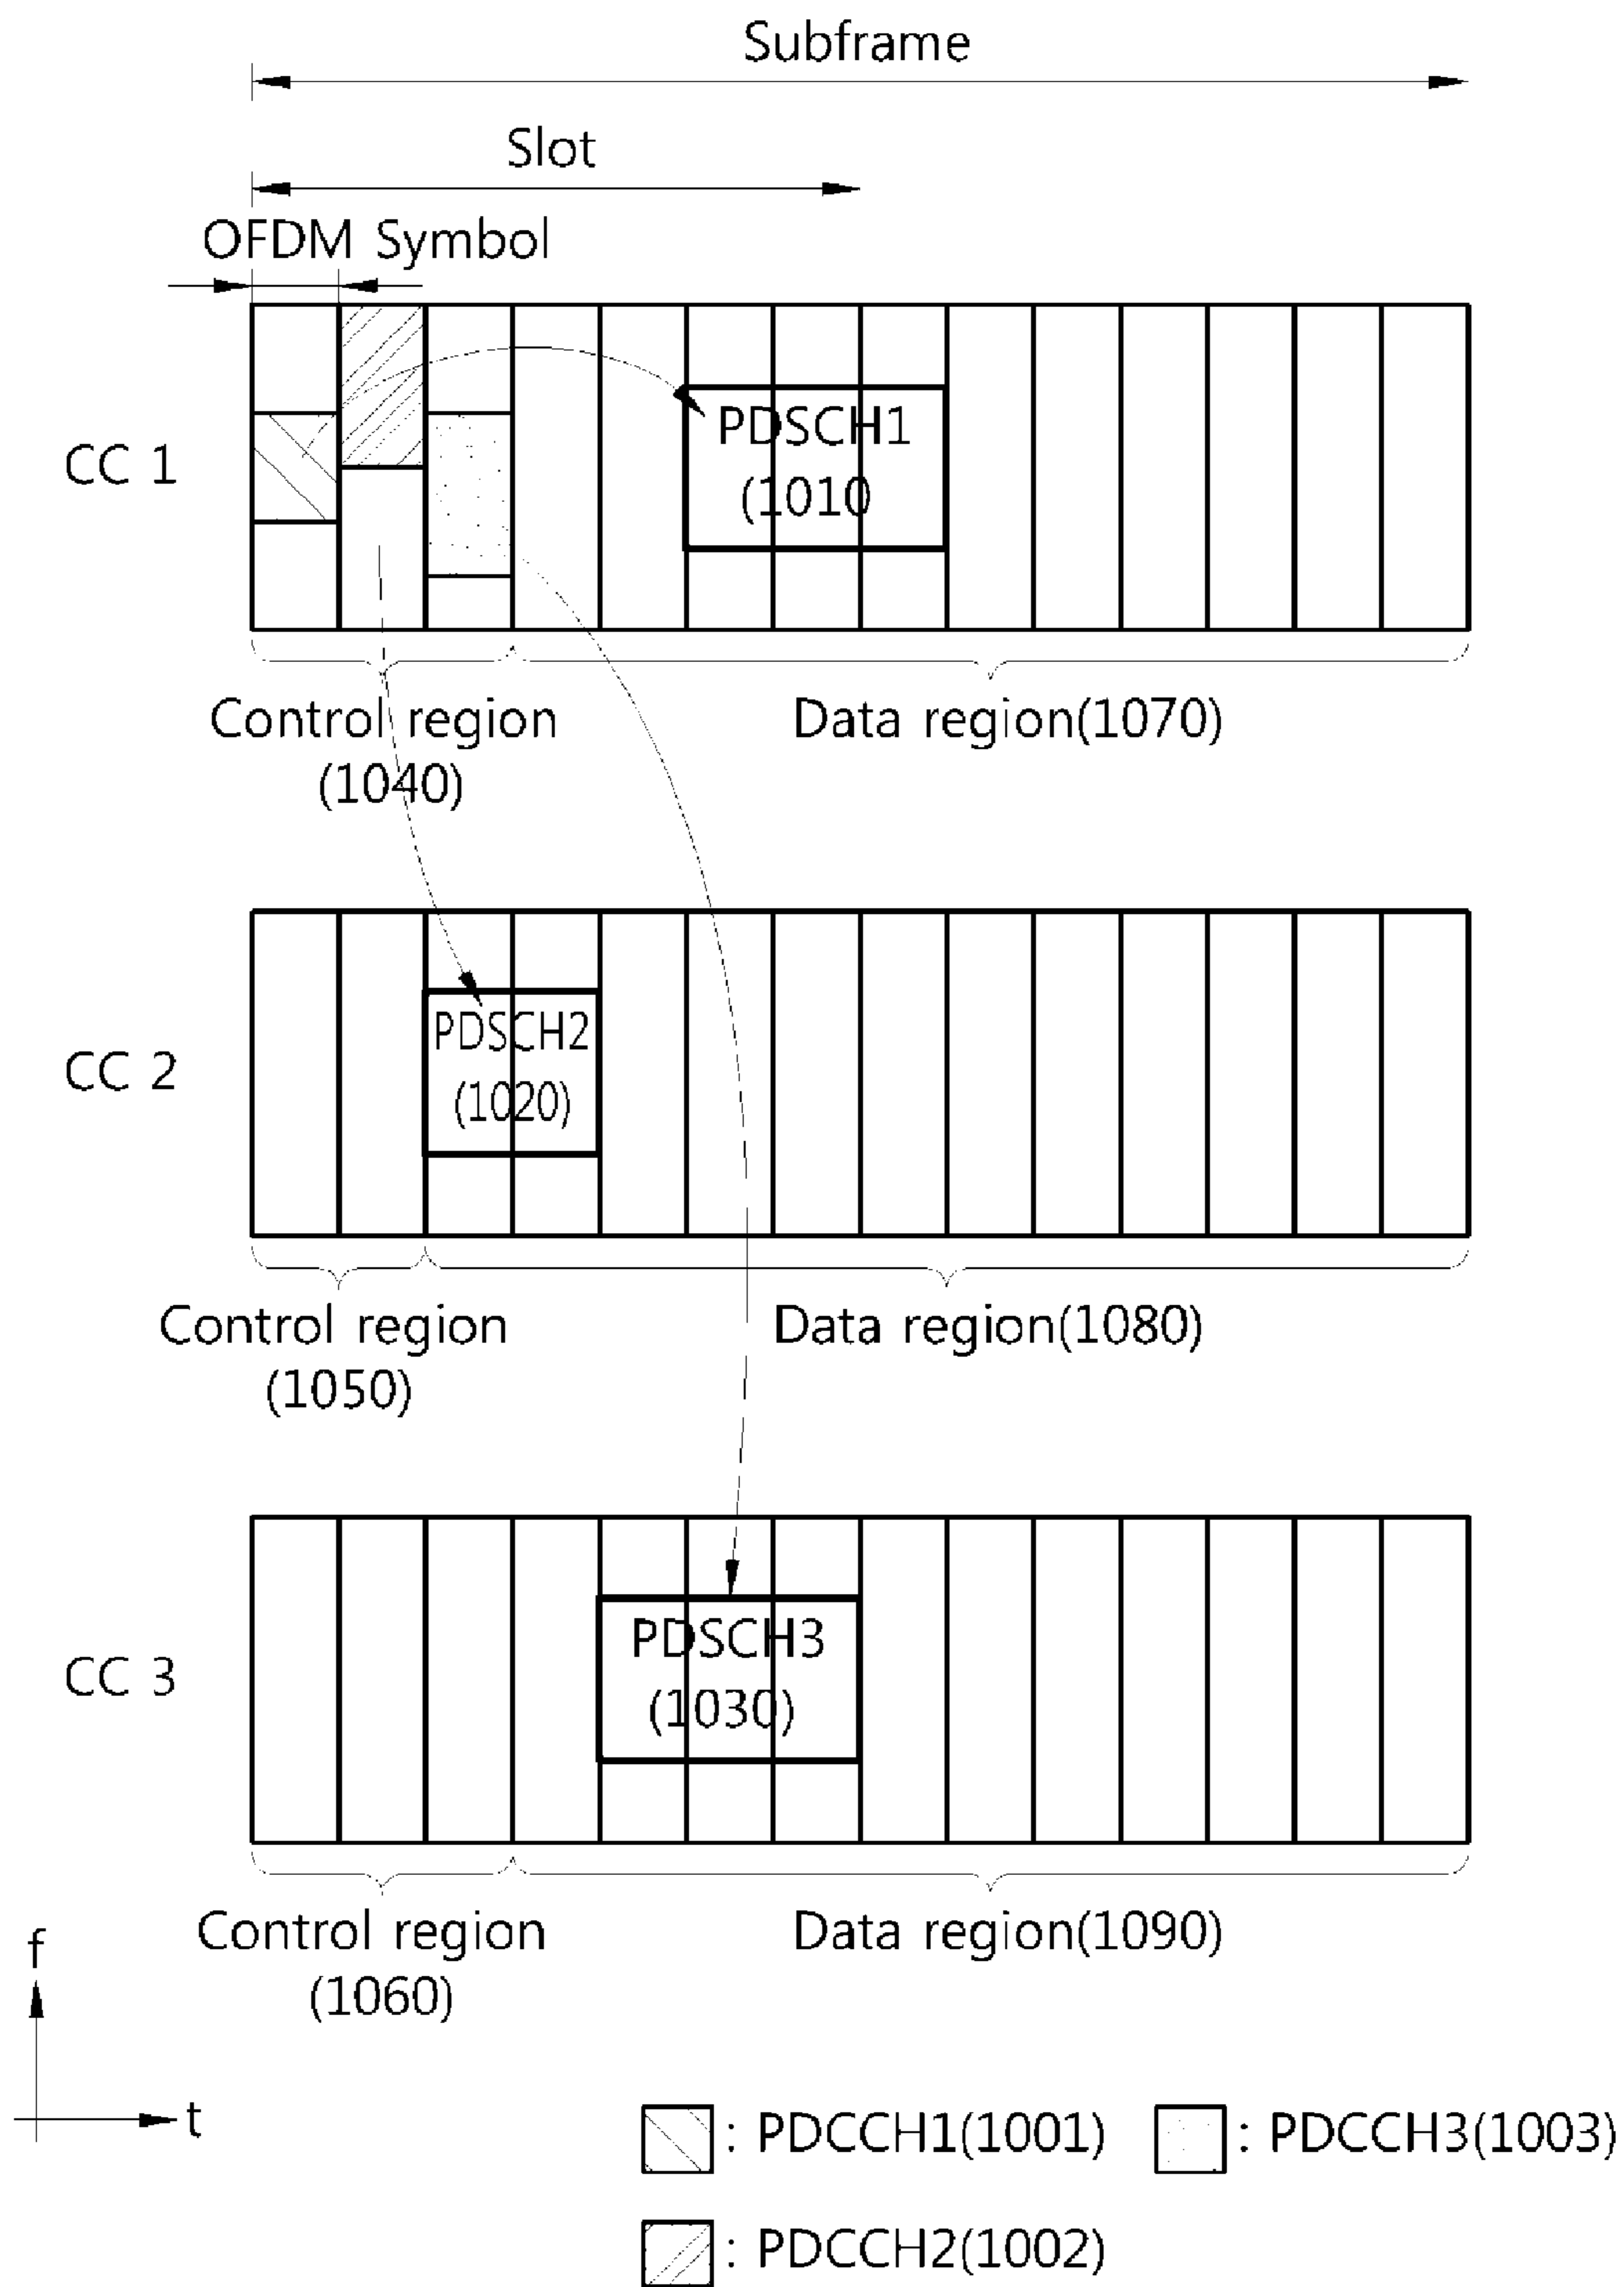 Subframe
Slot
OFDM Symbol
CC 1
PDSCH1
(1010
Control region
(1040)
Data region(1070)
CC 2
PDSCH2
(1020)
Control region
(1050)
Data region(1080)
CC 3
PDSCH3
(1030)
Control region
(1060)
Data region(1090)
f
t
: PDCCH1(1001)
: PDCCH3(1003)
: PDCCH2(1002)